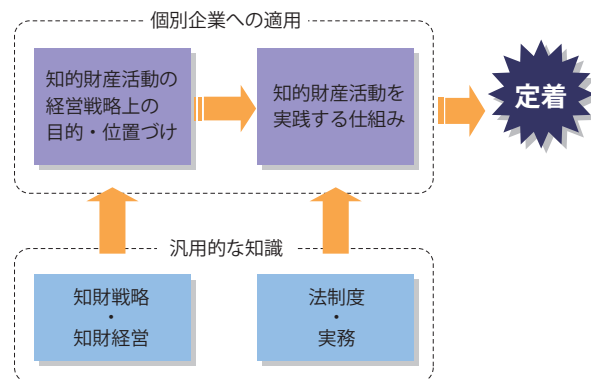 個別企業への適用
知的財産活動の
経営戦略上の
目的・位置づけ
知的財産活動を
実践する仕組み
定着
汎用的な知識
知財戦略
・
知財経営
法制度
・
実務